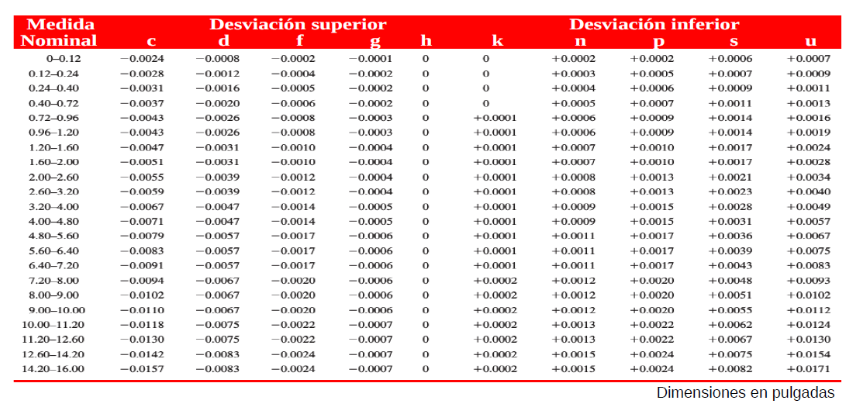 Medida Desviación superior Desviación inferior
Nominal c d f g h k n p s u
0–0.12 −0.0024 −0.0008 −0.0002 −0.0001 0 0 +0.0002 +0.0002 +0.0006 +0.0007
0.12–0.24 −0.0028 −0.0012 −0.0004 −0.0002 0 0 +0.0003 +0.0005 +0.0007 +0.0009
0.24–0.40 −0.0031 −0.0016 −0.0005 −0.0002 0 0 +0.0004 +0.0006 +0.0009 +0.0011
0.40–0.72 −0.0037 −0.0020 −0.0006 −0.0002 0 0 +0.0005 +0.0007 +0.0011 +0.0013
0.72–0.96 −0.0043 −0.0026 −0.0008 −0.0003 0 +0.0001 +0.0006 +0.0009 +0.0014 +0.0016
0.96–1.20 −0.0043 −0.0026 −0.0008 −0.0003 0 +0.0001 +0.0006 +0.0009 +0.0014 +0.0019
1.20–1.60 −0.0047 −0.0031 −0.0010 −0.0004 0 +0.0001 +0.0007 +0.0010 +0.0017 +0.0024
1.60–2.00 −0.0051 −0.0031 −0.0010 −0.0004 0 +0.0001 +0.0007 +0.0010 +0.0017 +0.0028
2.00–2.60 −0.0055 −0.0039 −0.0012 −0.0004 0 +0.0001 +0.0008 +0.0013 +0.0021 +0.0034
2.60–3.20 −0.0059 −0.0039 −0.0012 −0.0004 0 +0.0001 +0.0008 +0.0013 +0.0023 +0.0040
3.20–4.00 −0.0067 −0.0047 −0.0014 −0.0005 0 +0.0001 +0.0009 +0.0015 +0.0028 +0.0049
4.00–4.80 −0.0071 −0.0047 −0.0014 −0.0005 0 +0.0001 +0.0009 +0.0015 +0.0031 +0.0057
4.80–5.60 −0.0079 −0.0057 −0.0017 −0.0006 0 +0.0001 +0.0011 +0.0017 +0.0036 +0.0067
5.60–6.40 −0.0083 −0.0057 −0.0017 −0.0006 0 +0.0001 +0.0011 +0.0017 +0.0039 +0.0075
6.40–7.20 −0.0091 −0.0057 −0.0017 −0.0006 0 +0.0001 +0.0011 +0.0017 +0.0043 +0.0083
7.20–8.00 −0.0094 −0.0067 −0.0020 −0.0006 0 +0.0002 +0.0012 +0.0020 +0.0048 +0.0093
8.00–9.00 −0.0102 −0.0067 −0.0020 −0.0006 0 +0.0002 +0.0012 +0.0020 +0.0051 +0.0102
9.00–10.00 −0.0110 −0.0067 −0.0020 −0.0006 0 +0.0002 +0.0012 +0.0020 +0.0055 +0.0112
10.00–11.20 −0.0118 −0.0075 −0.0022 −0.0007 0 +0.0002 +0.0013 +0.0022 +0.0062 +0.0124
11.20–12.60 −0.0130 −0.0075 −0.0022 −0.0007 0 +0.0002 +0.0013 +0.0022 +0.0067 +0.0130
12.60–14.20 −0.0142 −0.0083 −0.0024 −0.0007 0 +0.0002 +0.0015 +0.0024 +0.0075 +0.0154
14.20–16.00 −0.0157 −0.0083 −0.0024 −0.0007 0 +0.0002 +0.0015 +0.0024 +0.0082 +0.0171
Dimensiones en pulgadas